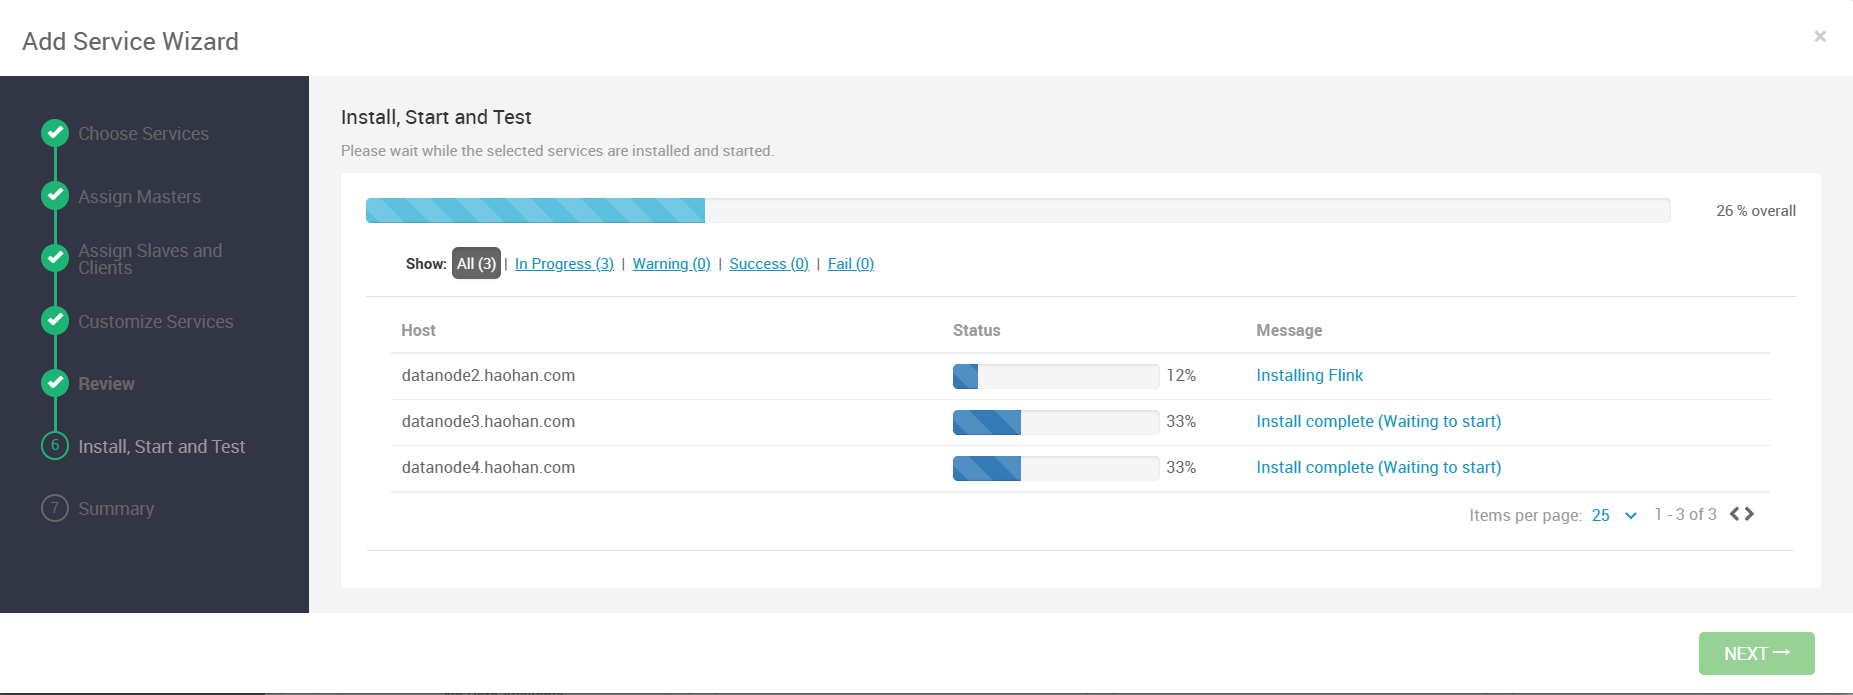 Add Service Wizard
×
Choose Services
Assign Masters
Assign Slaves and
Clients
Customize Services
Review
6 Install, Start and Test
7 Summary
Install, Start and Test
Please wait while the selected services are installed and started.
26 % overall
Show: All (3) | In Progress (3) | Warning (0) | Success (0) | Fail (0)
Host Status Message
datanode2.haohan.com 12% Installing Flink
datanode3.haohan.com 33% Install complete (Waiting to start)
datanode4.haohan.com 33% Install complete (Waiting to start)
Items per page: 25 1 - 3 of 3
NEXT →